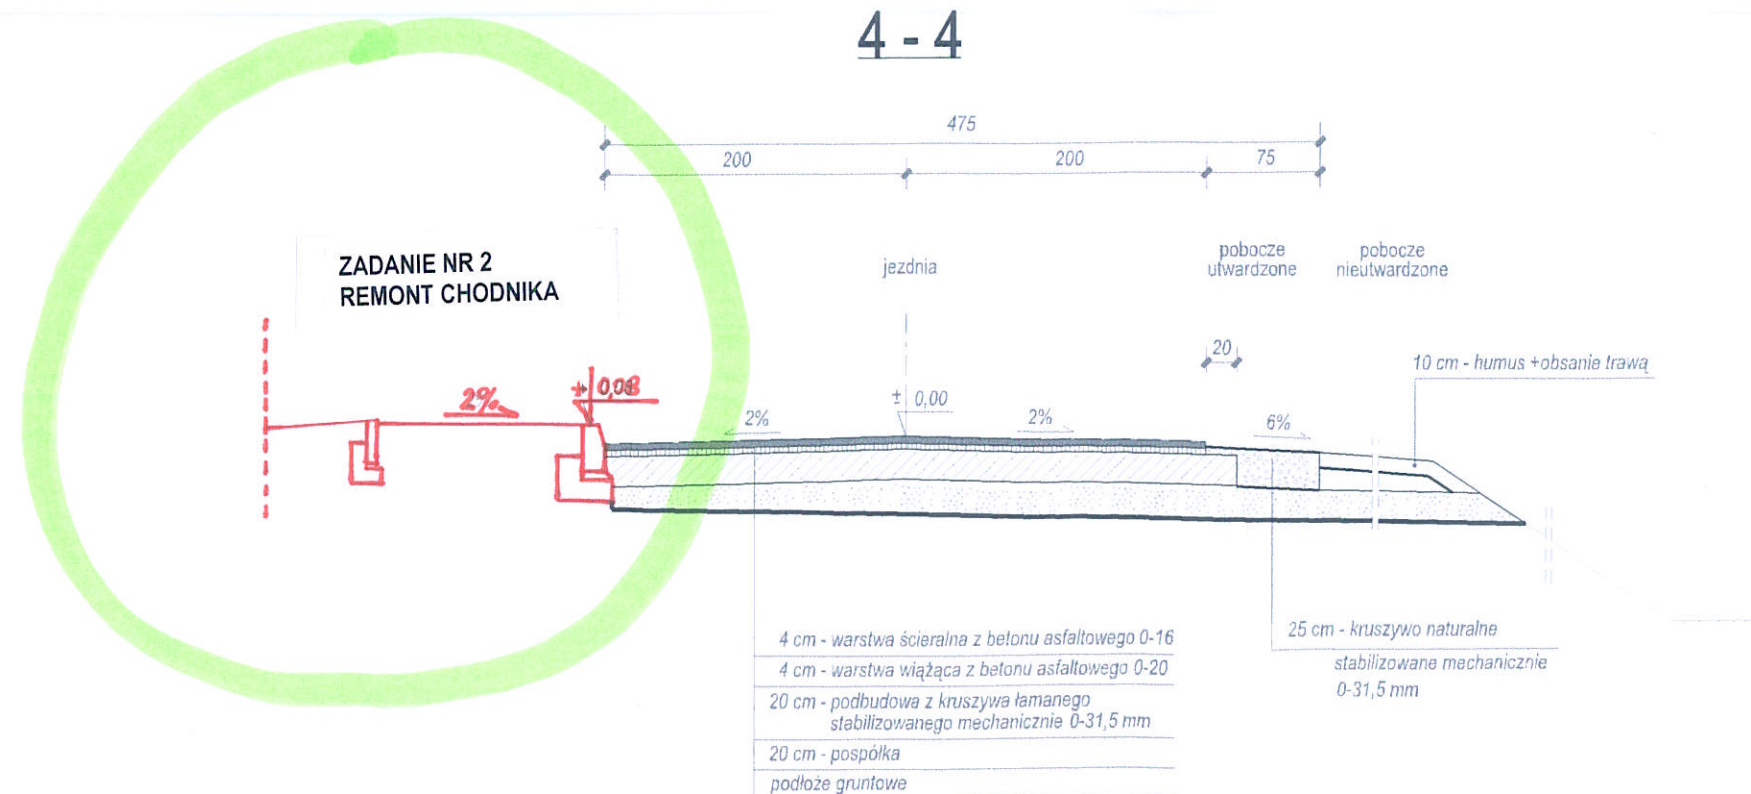 4 - 4
475
200
200
75
ZADANIE NR 2
REMONT CHODNIKA
jezdnia
pobocze
utwardzone
pobocze
nieutwardzone
20
10 cm - humus +obsanie trawą
2%
± 0,00
2%
2%
6%
4 cm - warstwa ścieralna z betonu asfaltowego 0-16
4 cm - warstwa wiążąca z betonu asfaltowego 0-20
20 cm - podbudowa z kruszywa łamanego
stabilizowanego mechanicznie 0-31,5 mm
20 cm - pospółka
podłoże gruntowe
25 cm - kruszywo naturalne
stabilizowane mechanicznie
0-31,5 mm